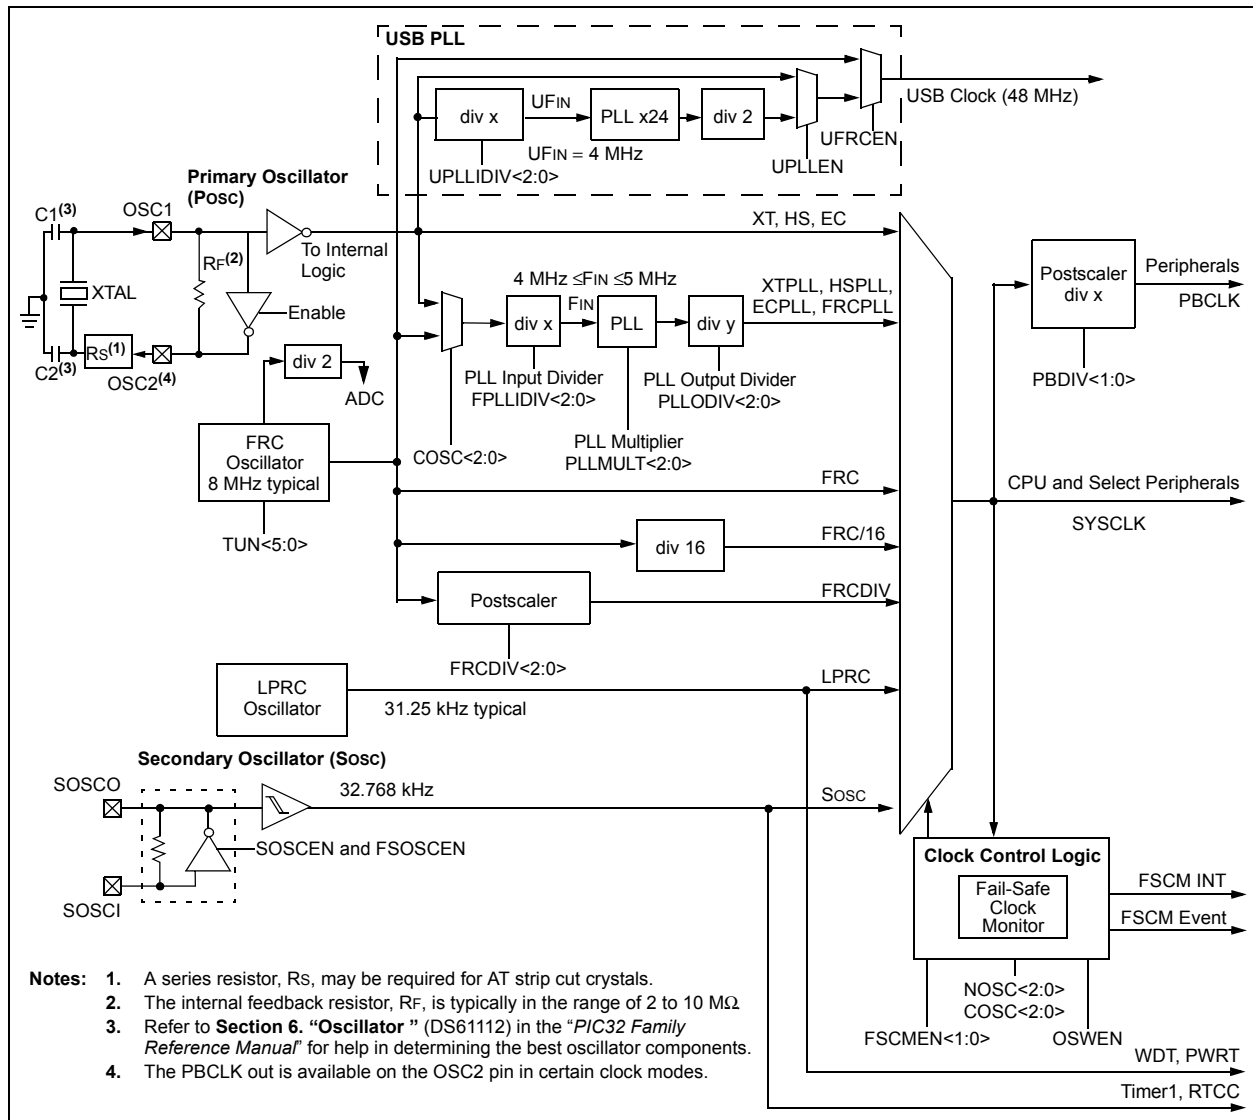 USB PLL
USB Clock (48 MHz)
div x
UFIN
PLL x24
div 2
UFIN = 4 MHz
UFRCEN
UPLLEN
UPLLIDIV<2:0>
Primary Oscillator
(POSC)
C1(3)
OSC1
To Internal
Logic
RF(2)
XTAL
Enable
RS(1)
C2(3)
OSC2(4)
div 2
ADC
XT, HS, EC
4 MHz ≤FIN ≤5 MHz
FIN
div x
PLL
div y
XTPLL, HSPLL,
ECPLL, FRCPLL
PLL Input Divider
FPLLIDIV<2:0>
PLL Output Divider
PLLODIV<2:0>
PLL Multiplier
PLLMULT<2:0>
COSC<2:0>
Postscaler
div x
Peripherals
PBCLK
PBDIV<1:0>
FRC
Oscillator
8 MHz typical
TUN<5:0>
FRC
CPU and Select Peripherals
SYSCLK
div 16
FRC/16
Postscaler
FRCDIV
FRCDIV<2:0>
LPRC
Oscillator
31.25 kHz typical
LPRC
Secondary Oscillator (SOSC)
SOSCO
32.768 kHz
SOSC
SOSCEN and FSOSCEN
SOSCI
Clock Control Logic
Fail-Safe
Clock
Monitor
FSCM INT
FSCM Event
NOSC<2:0>
COSC<2:0>
FSCMEN<1:0>
OSWEN
WDT, PWRT
Timer1, RTCC
Notes: 1. A series resistor, RS, may be required for AT strip cut crystals.
2. The internal feedback resistor, RF, is typically in the range of 2 to 10 MΩ
3. Refer to Section 6. “Oscillator ” (DS61112) in the “PIC32 Family
Reference Manual” for help in determining the best oscillator components.
4. The PBCLK out is available on the OSC2 pin in certain clock modes.